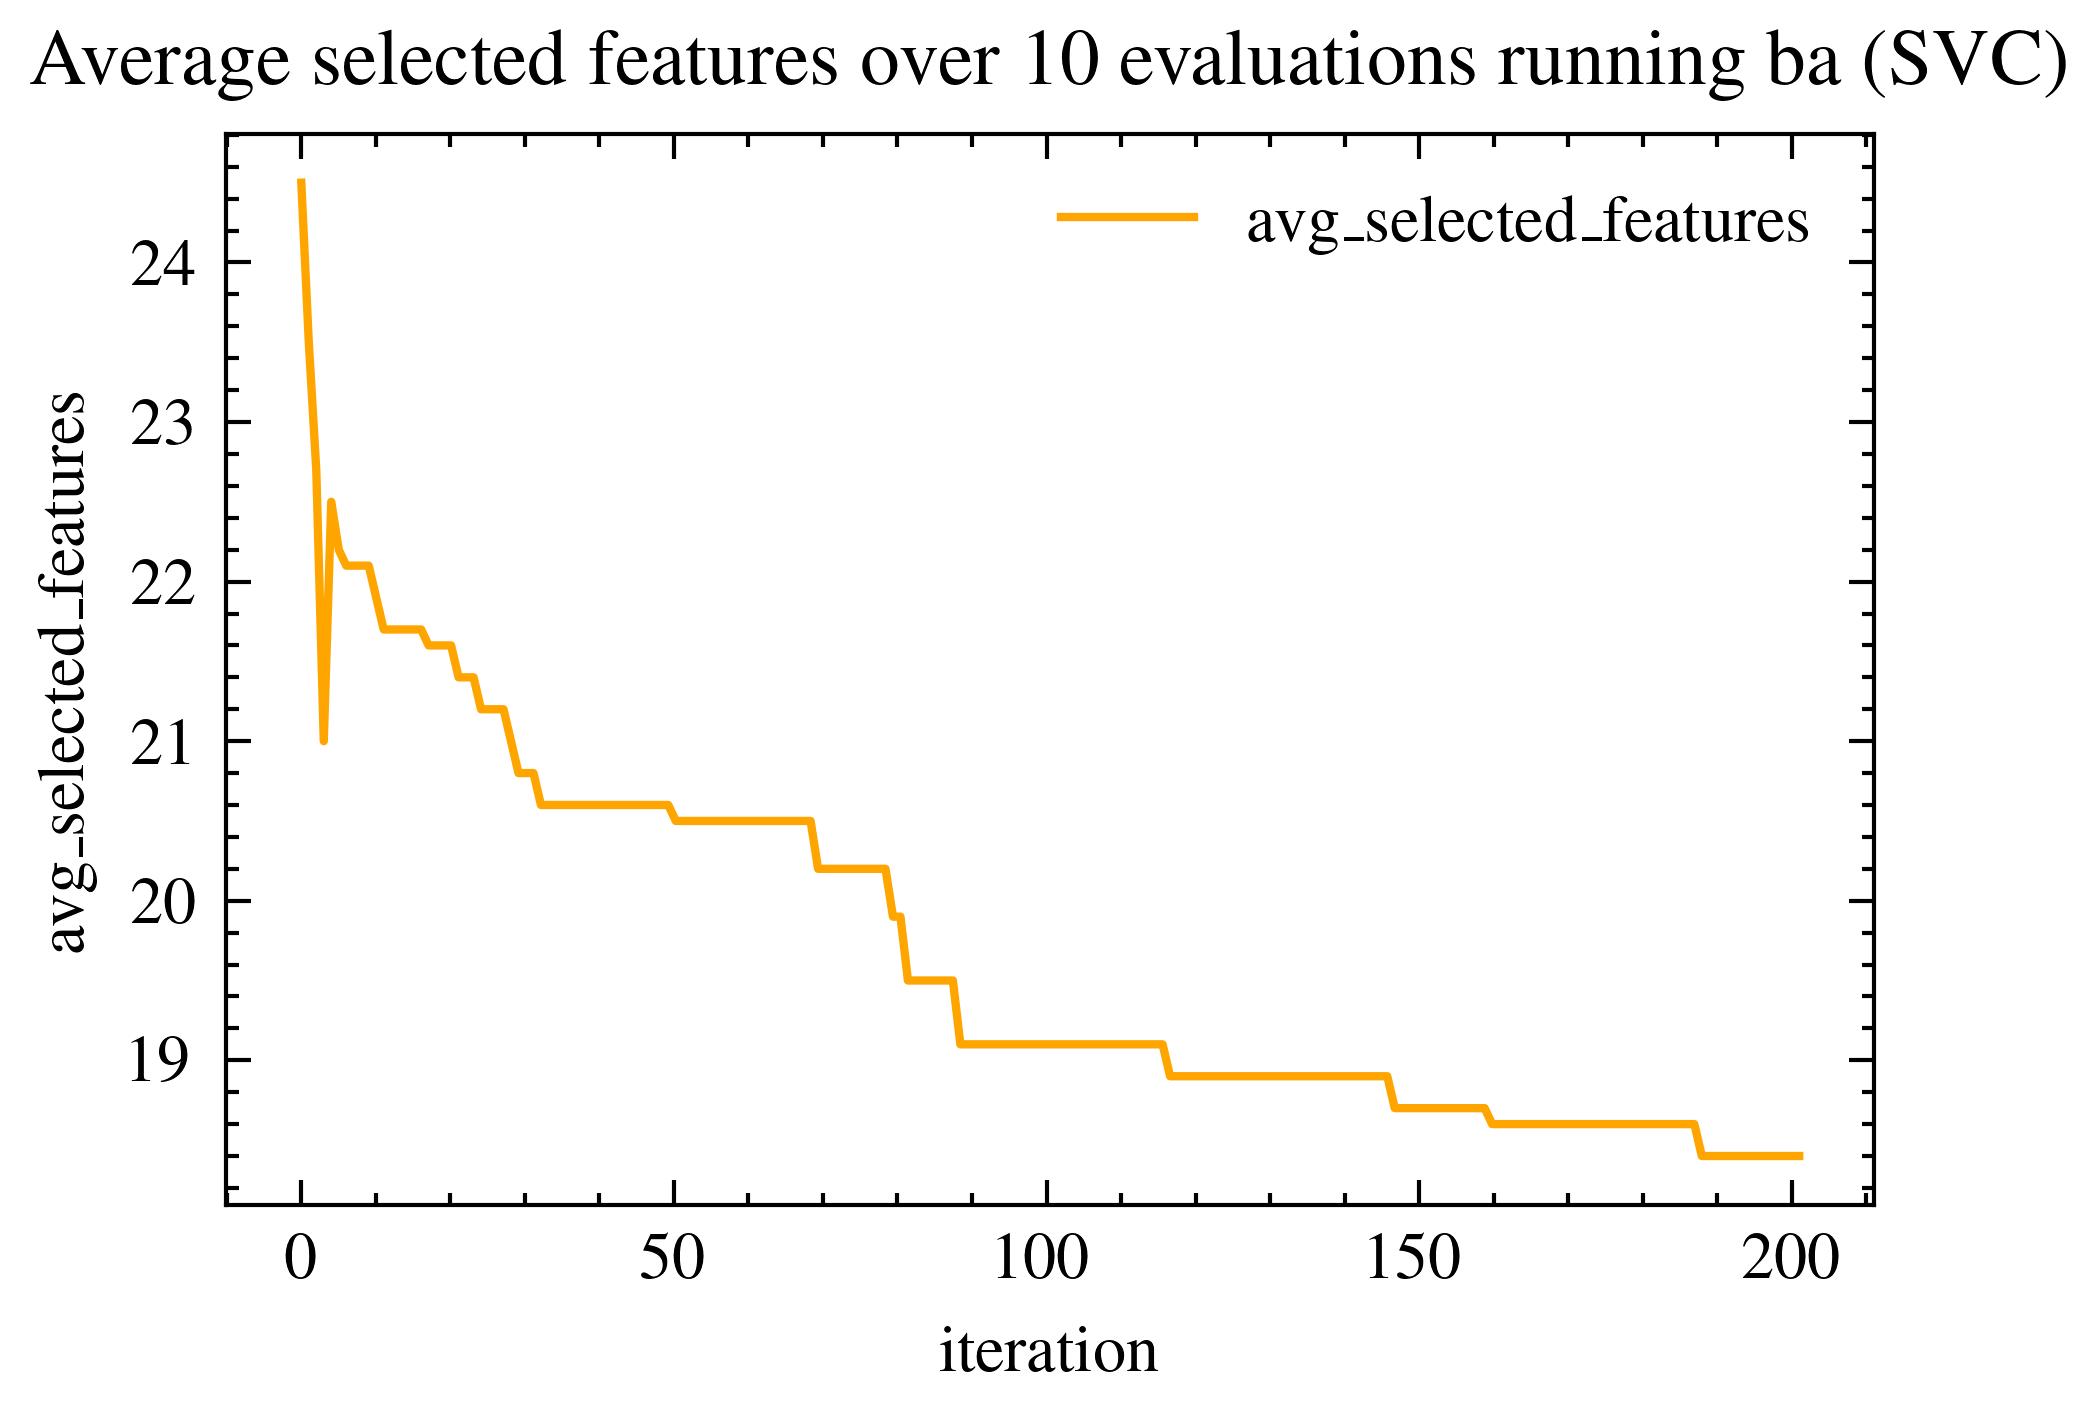 Average selected features over 10 evaluations running ba (SVC)
avg_selected_features
24
23
22
21
20
19
avg_selected_features
0 50 100 150 200
iteration